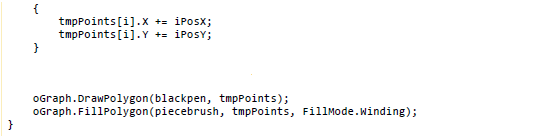 {
tmpPoints[i].X += iPosX;
tmpPoints[i].Y += iPosY;
}
oGraph.DrawPolygon(blackpen, tmpPoints);
oGraph.FillPolygon(piecebrush, tmpPoints, FillMode.Winding);
}